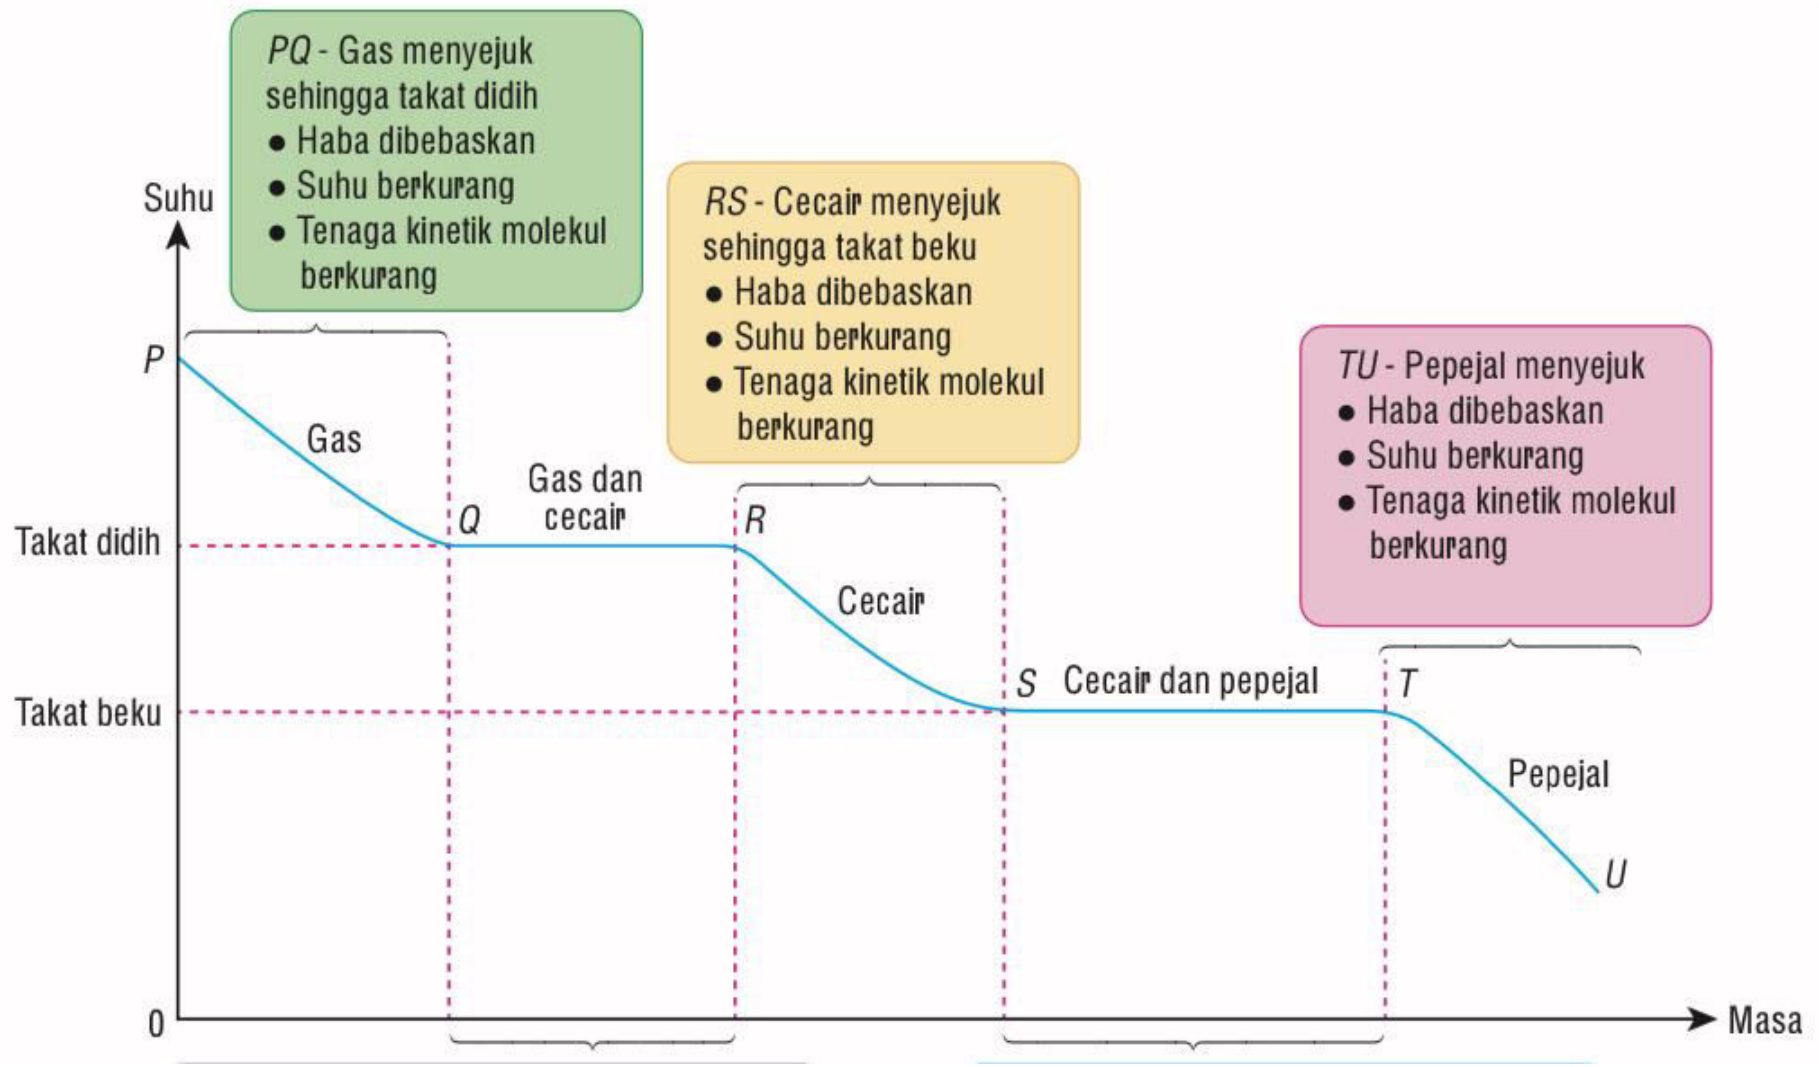 PQ - Gas menyejuk
sehingga takat didih
● Haba dibebaskan
● Suhu berkurang
● Tenaga kinetik molekul
berkurang
Suhu
RS - Cecair menyejuk
sehingga takat beku
● Haba dibebaskan
● Suhu berkurang
● Tenaga kinetik molekul
berkurang
TU - Pepejal menyejuk
● Haba dibebaskan
● Suhu berkurang
● Tenaga kinetik molekul
berkurang
P
Gas
Gas dan
cecair
Q
R
Takat didih
Cecair
S
Cecair dan pepejal
T
Takat beku
Pepejal
U
0
Masa